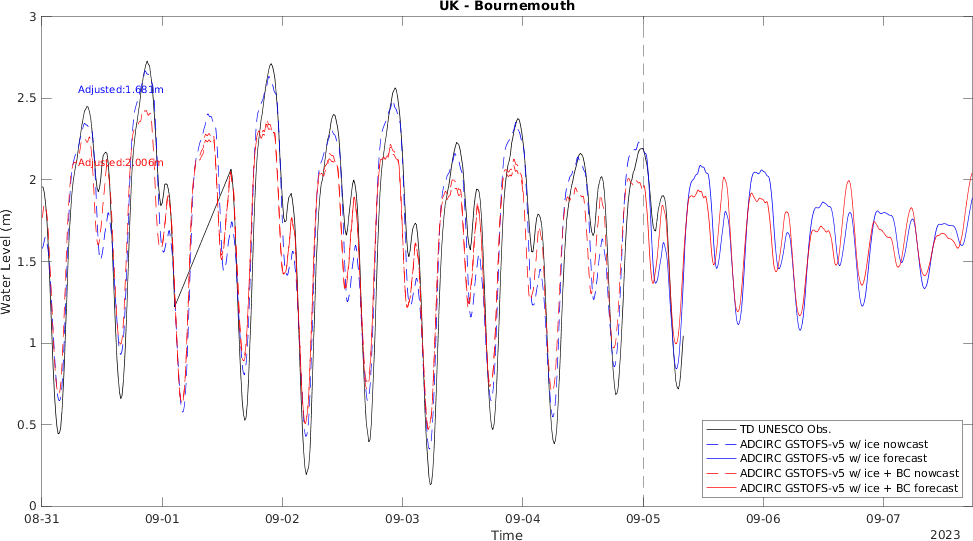 UK - Bournemouth
Water Level (m)
3
2.5
2
1.5
1
0.5
0
Adjusted:1.681m
Adjusted:2.006m
TD UNESCO Obs.
ADCIRC GSTOFS-v5 w/ ice nowcast
ADCIRC GSTOFS-v5 w/ ice forecast
ADCIRC GSTOFS-v5 w/ ice + BC nowcast
ADCIRC GSTOFS-v5 w/ ice + BC forecast
08-31 09-01 09-02 09-03 09-04 09-05 09-06 09-07
Time
2023